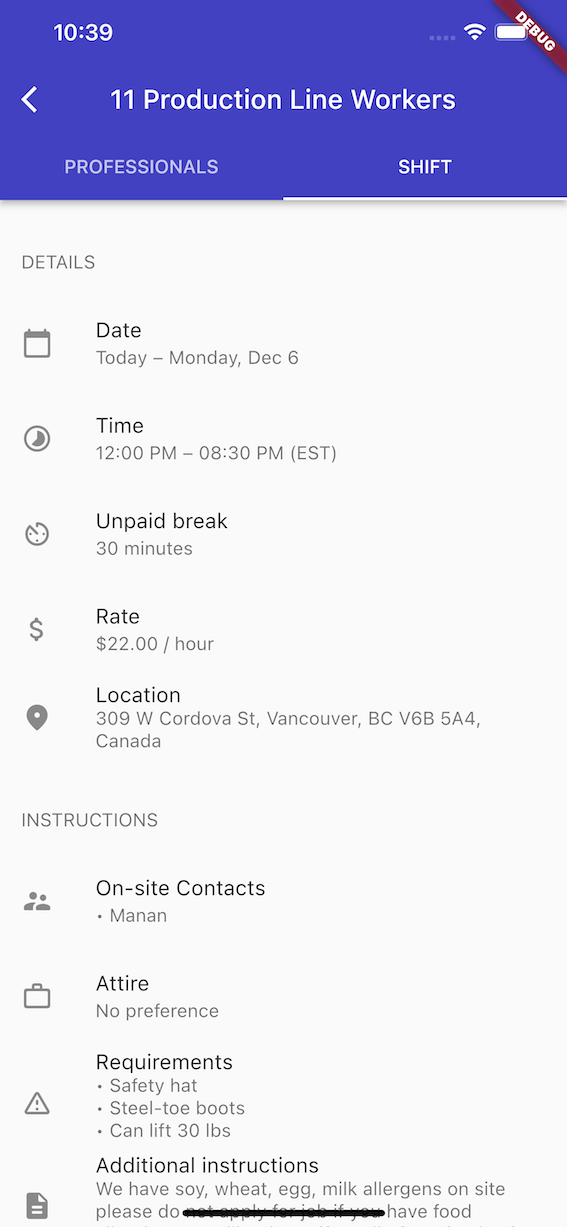 10:39
DEBUG
11 Production Line Workers
PROFESSIONALS
SHIFT
DETAILS
Date
Today – Monday, Dec 6
Time
12:00 PM – 08:30 PM (EST)
Unpaid break
30 minutes
Rate
$22.00 / hour
Location
309 W Cordova St, Vancouver, BC V6B 5A4,
Canada
INSTRUCTIONS
On-site Contacts
• Manan
Attire
No preference
Requirements
• Safety hat
• Steel-toe boots
• Can lift 30 lbs
Additional instructions
We have soy, wheat, egg, milk allergens on site
please do not apply for job if you have food